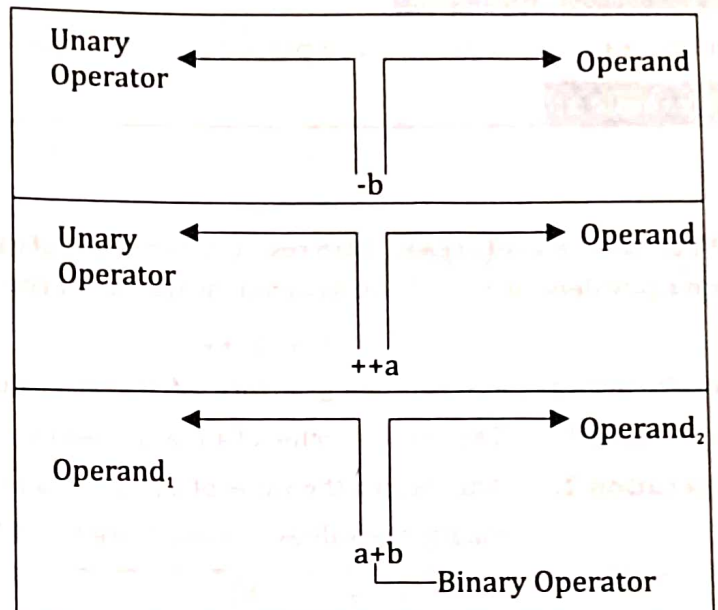 Unary
Operator
Operand
-b
Unary
Operator
Operand
++a
Operand₂
Operand₁
a+b
Binary Operator